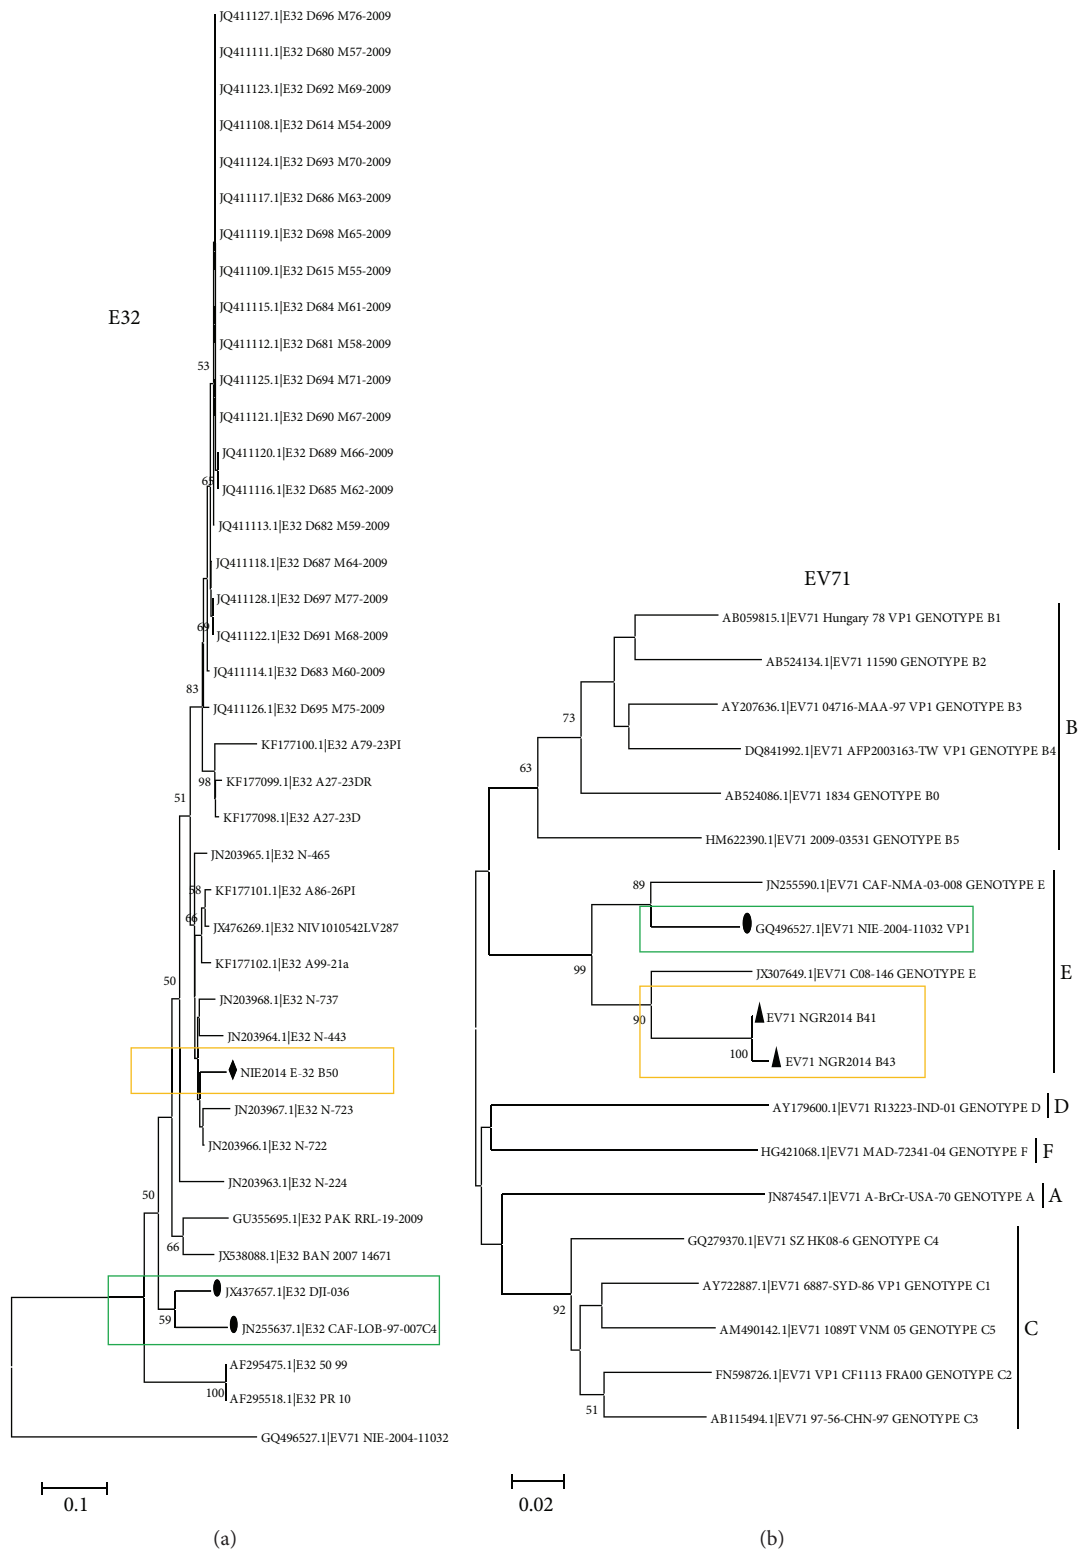 E32
JQ411127.1|E32 D696 M76-2009
JQ411111.1|E32 D680 M57-2009
JQ411123.1|E32 D692 M69-2009
JQ411108.1|E32 D614 M54-2009
JQ411124.1|E32 D693 M70-2009
JQ411117.1|E32 D686 M63-2009
JQ411119.1|E32 D698 M65-2009
JQ411109.1|E32 D615 M55-2009
JQ411115.1|E32 D684 M61-2009
JQ411112.1|E32 D681 M58-2009
53
JQ411125.1|E32 D694 M71-2009
JQ411121.1|E32 D690 M67-2009
JQ411120.1|E32 D689 M66-2009
65
JQ411116.1|E32 D685 M62-2009
JQ411113.1|E32 D682 M59-2009
JQ411118.1|E32 D687 M64-2009
JQ411128.1|E32 D697 M77-2009
69
JQ411122.1|E32 D691 M68-2009
JQ411114.1|E32 D683 M60-2009
83
JQ411126.1|E32 D695 M75-2009
KF177100.1|E32 A79-23PI
98
KF177099.1|E32 A27-23DR
51
KF177098.1|E32 A27-23D
JN203965.1|E32 N-465
58
KF177101.1|E32 A86-26PI
66
JX476269.1|E32 NIV1010542LV287
KF177102.1|E32 A99-21a
50
JN203968.1|E32 N-737
JN203964.1|E32 N-443
NIE2014 E-32 B50
JN203967.1|E32 N-723
JN203966.1|E32 N-722
JN203963.1|E32 N-224
50
GU355695.1|E32 PAK RRL-19-2009
66
JX538088.1|E32 BAN 2007 14671
JX437657.1|E32 DJI-036
59
JN255637.1|E32 CAF-LOB-97-007C4
AF295475.1|E32 50 99
100
AF295518.1|E32 PR 10
GQ496527.1|EV71 NIE-2004-11032
0.1
(a)
EV71
AB059815.1|EV71 Hungary 78 VP1 GENOTYPE B1
AB524134.1|EV71 11590 GENOTYPE B2
73
AY207636.1|EV71 04716-MAA-97 VP1 GENOTYPE B3
B
DQ841992.1|EV71 AFP2003163-TW VP1 GENOTYPE B4
63
AB524086.1|EV71 1834 GENOTYPE B0
HM622390.1|EV71 2009-03531 GENOTYPE B5
89
JN255590.1|EV71 CAF-NMA-03-008 GENOTYPE E
GQ496527.1|EV71 NIE-2004-11032 VP1
99
JX307649.1|EV71 C08-146 GENOTYPE E
E
90
EV71 NGR2014 B41
100
EV71 NGR2014 B43
AY179600.1|EV71 R13223-IND-01 GENOTYPE D
D
HG421068.1|EV71 MAD-72341-04 GENOTYPE F
F
JN874547.1|EV71 A-BrCr-USA-70 GENOTYPE A
A
GQ279370.1|EV71 SZ HK08-6 GENOTYPE C4
AY722887.1|EV71 6887-SYD-86 VP1 GENOTYPE C1
92
AM490142.1|EV71 1089T VNM 05 GENOTYPE C5
C
FN598726.1|EV71 VP1 CF1113 FRA00 GENOTYPE C2
51
AB115494.1|EV71 97-56-CHN-97 GENOTYPE C3
0.02
(b)